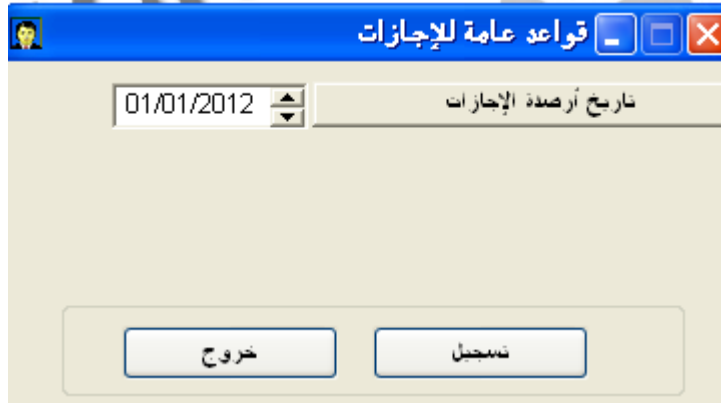 قواعد عامة للإجازات
تاريخ أرصدة الإجازات 01/01/2012
تسجيل خروج